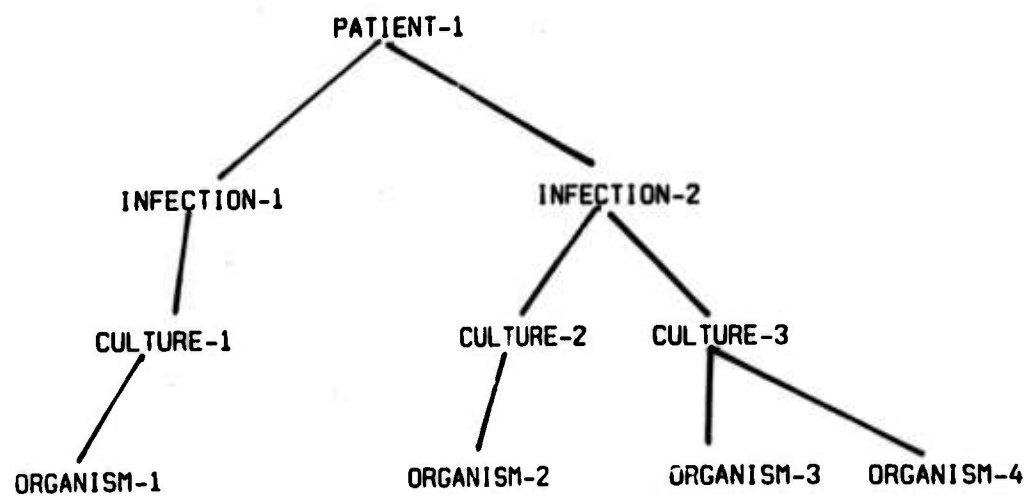 PATIENT-1
INFECTION-1 INFECTION-2
CULTURE-1 CULTURE-2 CULTURE-3
ORGANISM-1 ORGANISM-2 ORGANISM-3 ORGANISM-4